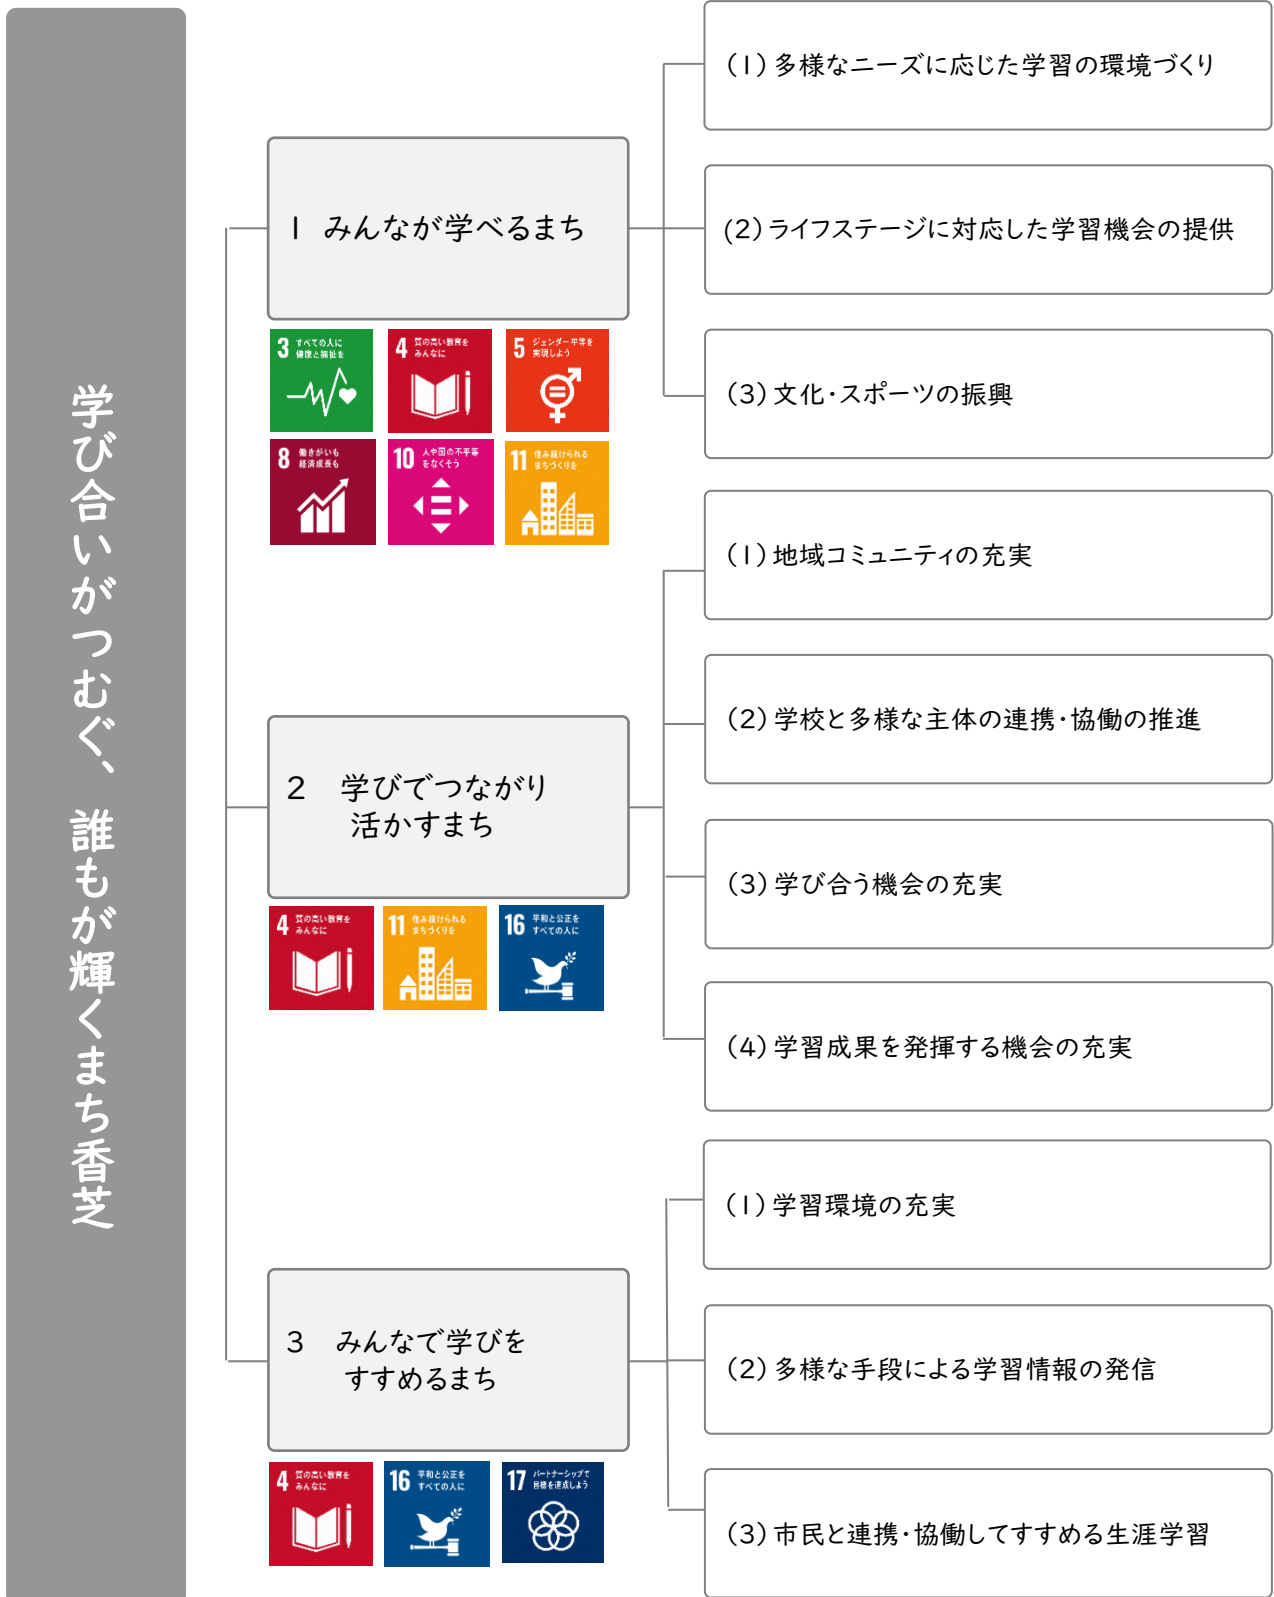 学び合いがつむぐ、誰もが輝くまち香芝
1 みんなが学べるまち
3 すべての人に
健康と福祉を
4 質の高い教育を
みんなに
5 ジェンダー平等を
実現しよう
8 働きがいも
経済成長も
10 人や国の不平等
をなくそう
11 住み続けられる
まちづくりを
(1)多様なニーズに応じた学習の環境づくり
(2)ライフステージに対応した学習機会の提供
(3)文化・スポーツの振興
2 学びでつながり
活かすまち
4 質の高い教育を
みんなに
11 住み続けられる
まちづくりを
16 平和と公正を
すべての人に
(1)地域コミュニティの充実
(2)学校と多様な主体の連携・協働の推進
(3)学び合う機会の充実
(4)学習成果を発揮する機会の充実
3 みんなで学びを
すすめるまち
4 質の高い教育を
みんなに
16 平和と公正を
すべての人に
17 パートナーシップで
目標を達成しよう
(1)学習環境の充実
(2)多様な手段による学習情報の発信
(3)市民と連携・協働してすすめる生涯学習